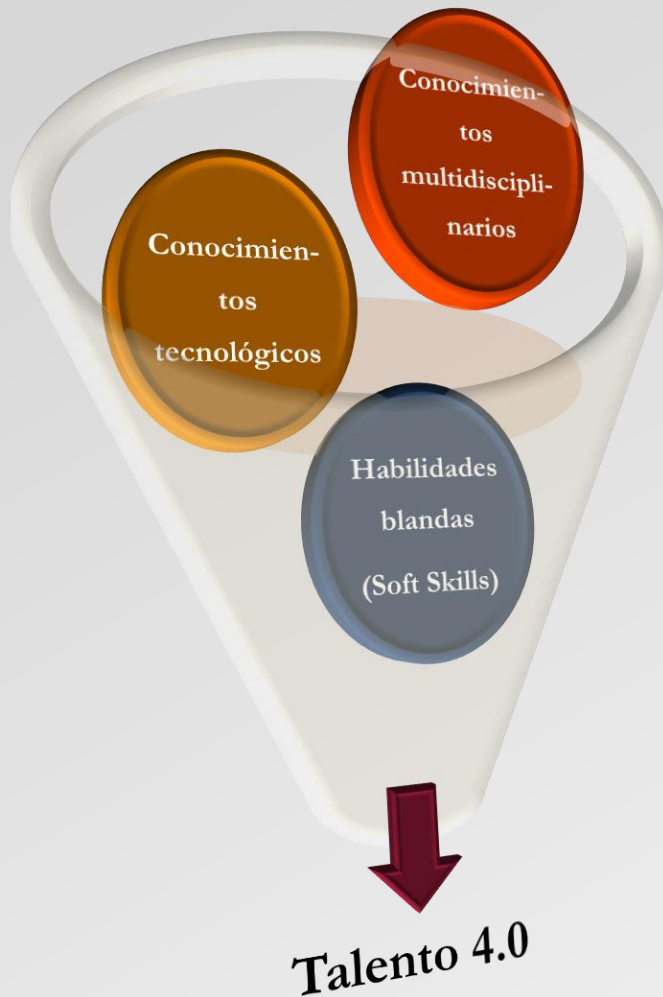 Conocimien-
tos
multidiscipli-
narios
Conocimien-
tos
tecnológicos
Habilidades
blandas
(Soft Skills)
Talento 4.0